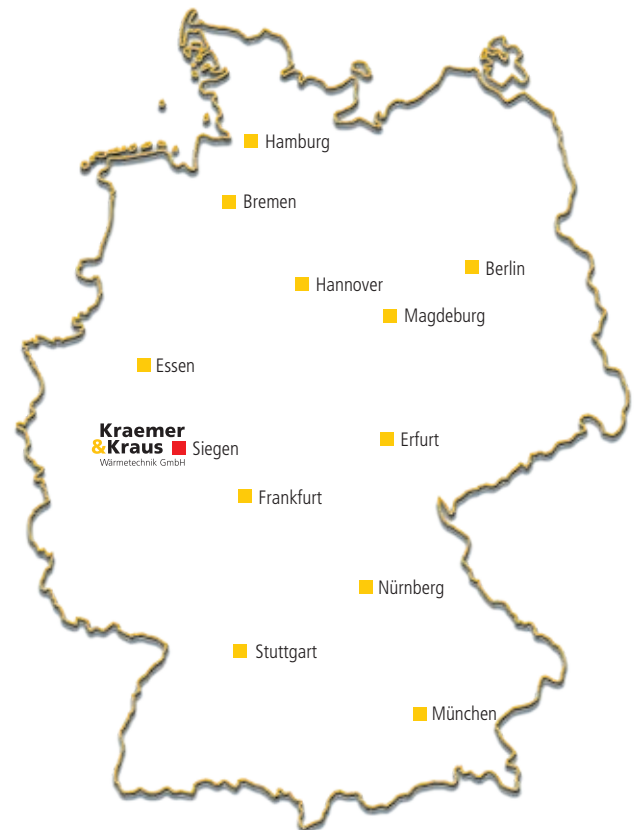 Hamburg
Bremen
Berlin
Hannover
Magdeburg
Essen
Kraemer
&Kraus
Wärmetechnik GmbH
Siegen
Erfurt
Frankfurt
Nürnberg
Stuttgart
München